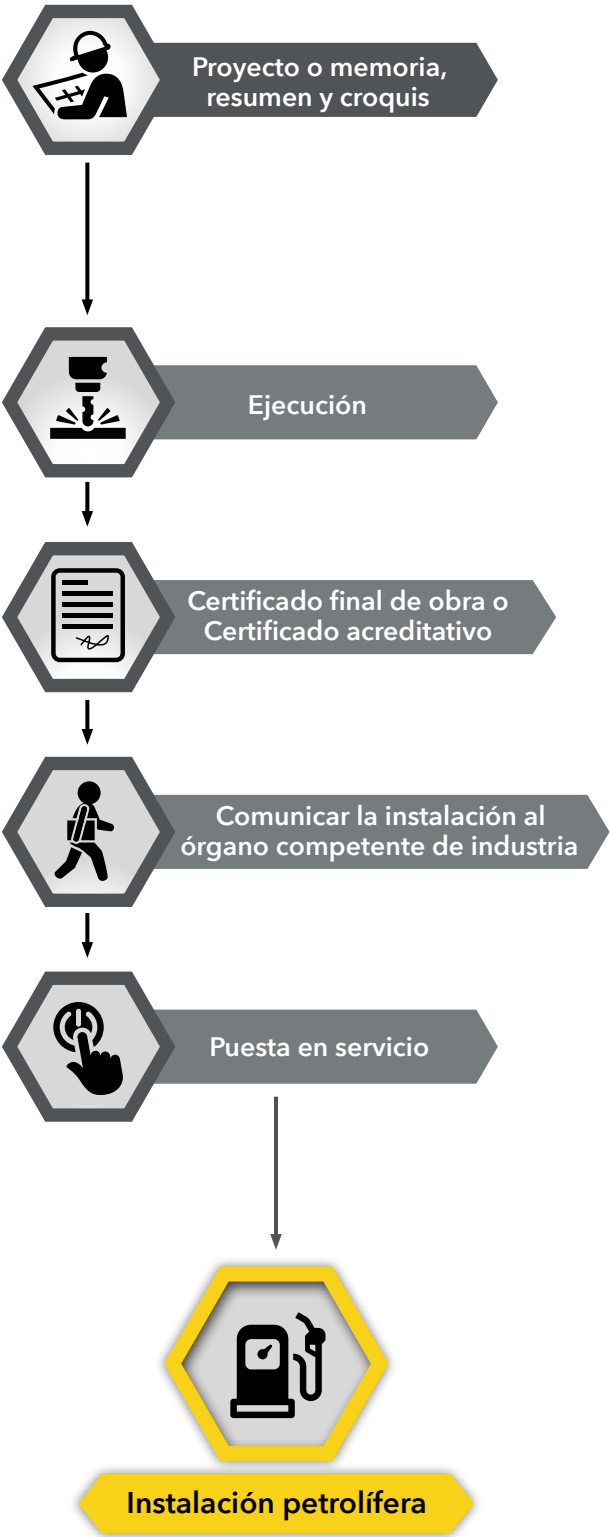 Proyecto o memoria,
resumen y croquis
Ejecución
Certificado final de obra o
Certificado acreditativo
Comunicar la instalación al
órgano competente de industria
Puesta en servicio
Instalación petrolífera